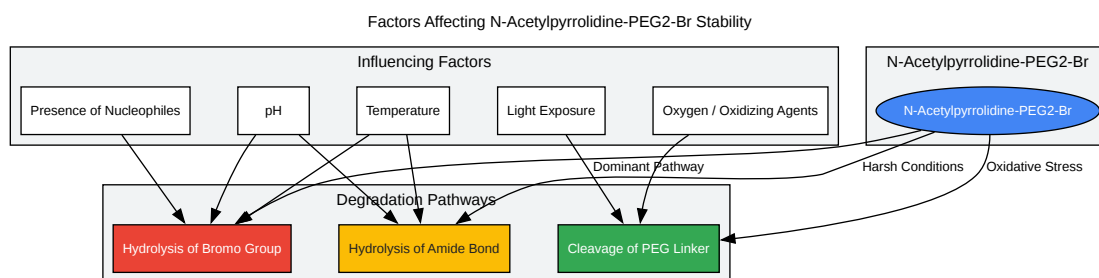 Factors Affecting N-Acetylpyrrolidine-PEG2-Br Stability
Influencing Factors
N-Acetylpyrrolidine-PEG2-Br
Presence of Nucleophiles
pH
Temperature
Light Exposure
Oxygen / Oxidizing Agents
N-Acetylpyrrolidine-PEG2-Br
Dominant Pathway
Harsh Conditions
Oxidative Stress
Degradation Pathways
Hydrolysis of Bromo Group
Hydrolysis of Amide Bond
Cleavage of PEG Linker